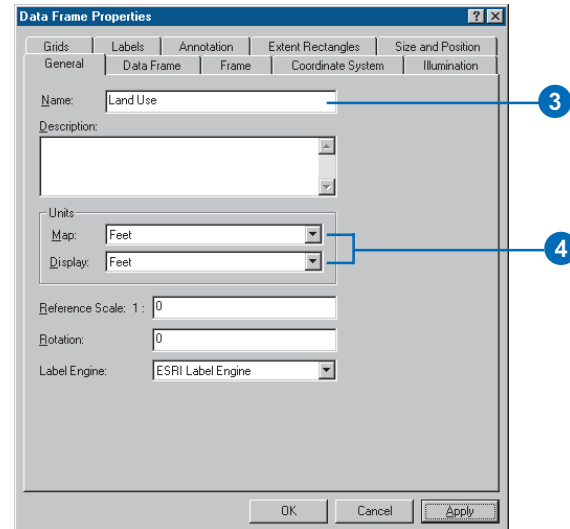 Data Frame Properties
Grids Labels Annotation Extent Rectangles Size and Position
General Data Frame Frame Coordinate System Illumination
Name: Land Use
3
Description:
Units
Map: Feet
4
Display: Feet
Reference Scale: 1 : 0
Rotation: 0
Label Engine: ESRI Label Engine
OK Cancel Apply